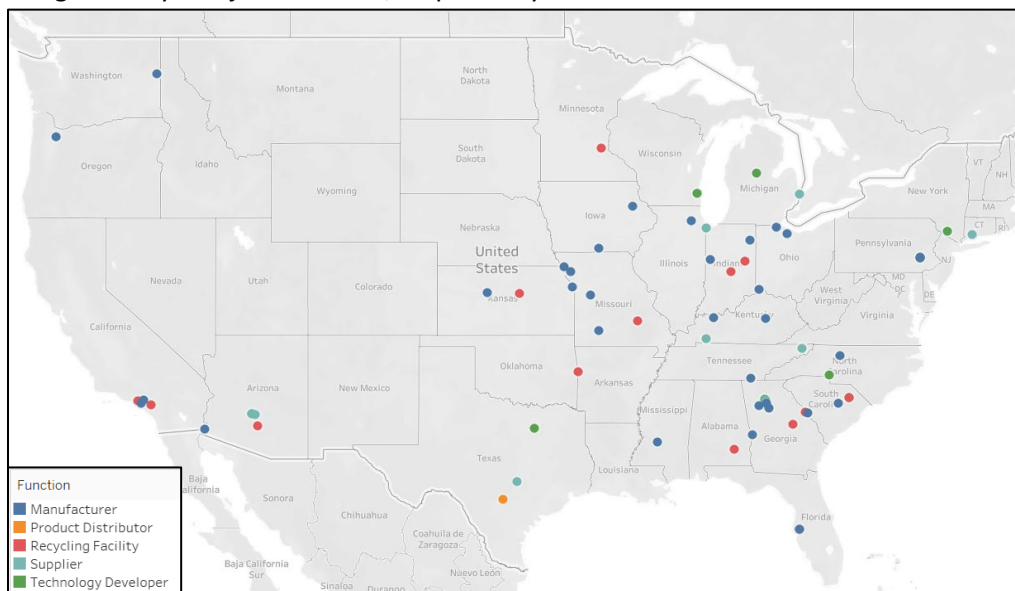 Washington
Montana
North
Dakota
Minnesota
Oregon
Idaho
South
Dakota
Wisconsin
Michigan
VT
NH
New York
MA
CT
RI
Wyoming
Iowa
Nebraska
Pennsylvania
NJ
United
States
Nevada
Utah
Colorado
Kansas
Illinois
Indiana
Ohio
MD
DC
DE
West
Virginia
Virginia
Missouri
Kentucky
California
Arizona
New Mexico
Oklahoma
Arkansas
Tennessee
North
Carolina
South
Carolina
Mississippi
Alabama
Georgia
Texas
Louisiana
Florida
Baja
California
Sonora
Chihuahua
Coahuila de
Zaragoza
Baja California
Sur
Sinaloa
Durango
Nuevo León
Function
Manufacturer
Product Distributor
Recycling Facility
Supplier
Technology Developer